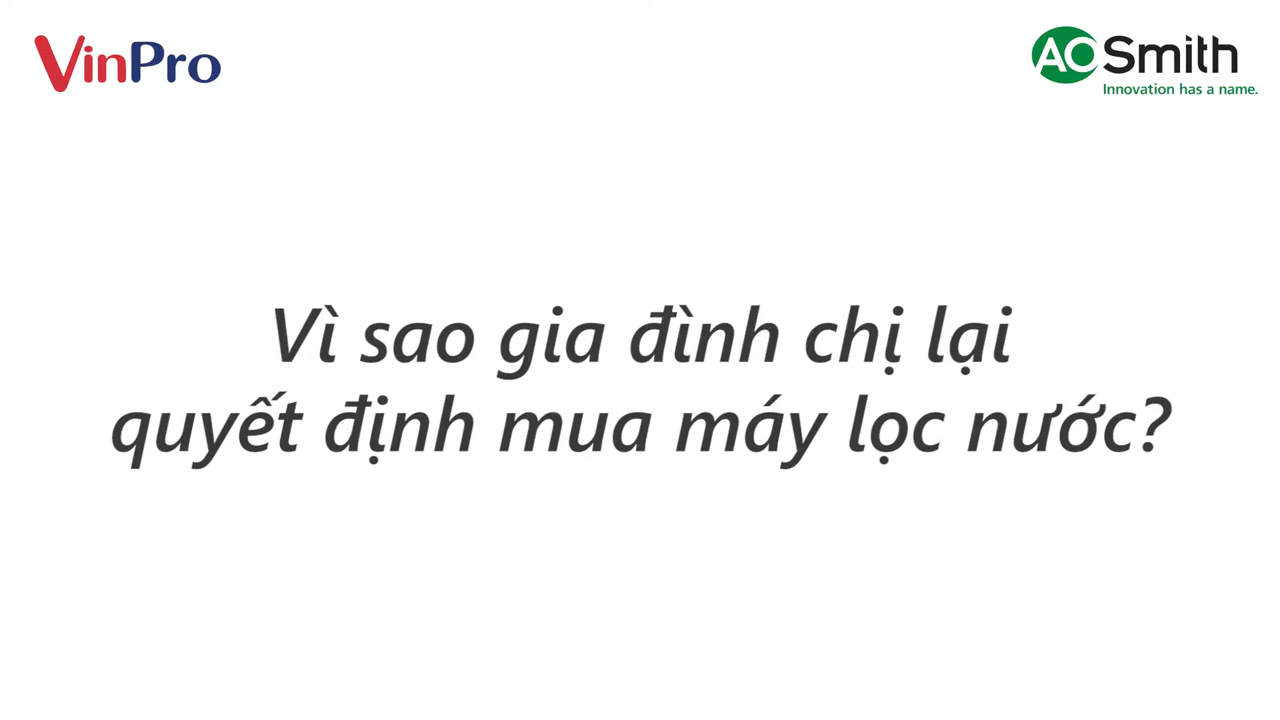 VinPro
AO Smith
Innovation has a name.
Vì sao gia đình chị lại
quyết định mua máy lọc nước?